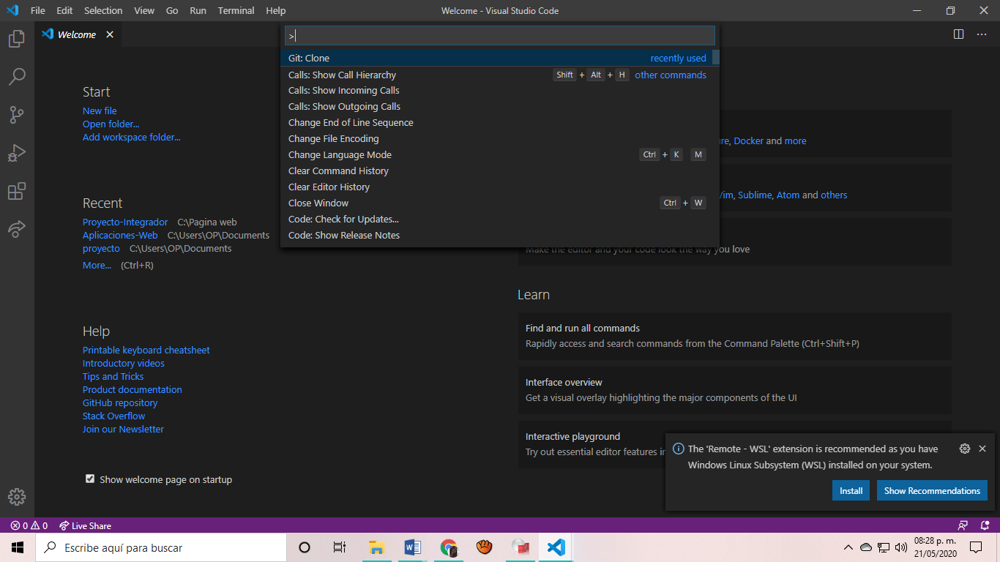 File Edit Selection View Go Run Terminal Help Welcome - Visual Studio Code
Welcome
>
Git: Clone recently used
Calls: Show Call Hierarchy Shift + Alt + H other commands
Calls: Show Incoming Calls
Calls: Show Outgoing Calls
Change End of Line Sequence
Change File Encoding
Change Language Mode Ctrl + K M
Clear Command History
Clear Editor History
Close Window Ctrl + W
Code: Check for Updates...
Code: Show Release Notes
Start
New file
Open folder...
Add workspace folder...
Recent
Proyecto-Integrador C:\Pagina web
Aplicaciones-Web C:\Users\OP\Documents
proyecto C:\Users\OP\Documents
More... (Ctrl+R)
Help
Printable keyboard cheatsheet
Introductory videos
Tips and Tricks
Product documentation
GitHub repository
Stack Overflow
Join our Newsletter
Show welcome page on startup
, Docker and more
, Sublime, Atom and others
Make the editor and your code look the way you love
Learn
Find and run all commands
Rapidly access and search commands from the Command Palette (Ctrl+Shift+P)
Interface overview
Get a visual overlay highlighting the major components of the UI
Interactive playground
Try out essential editor features
The 'Remote - WSL' extension is recommended as you have
Windows Linux Subsystem (WSL) installed on your system.
Install Show Recommendations
0 0 Live Share
Escribe aquí para buscar
08:28 p. m.
21/05/2020